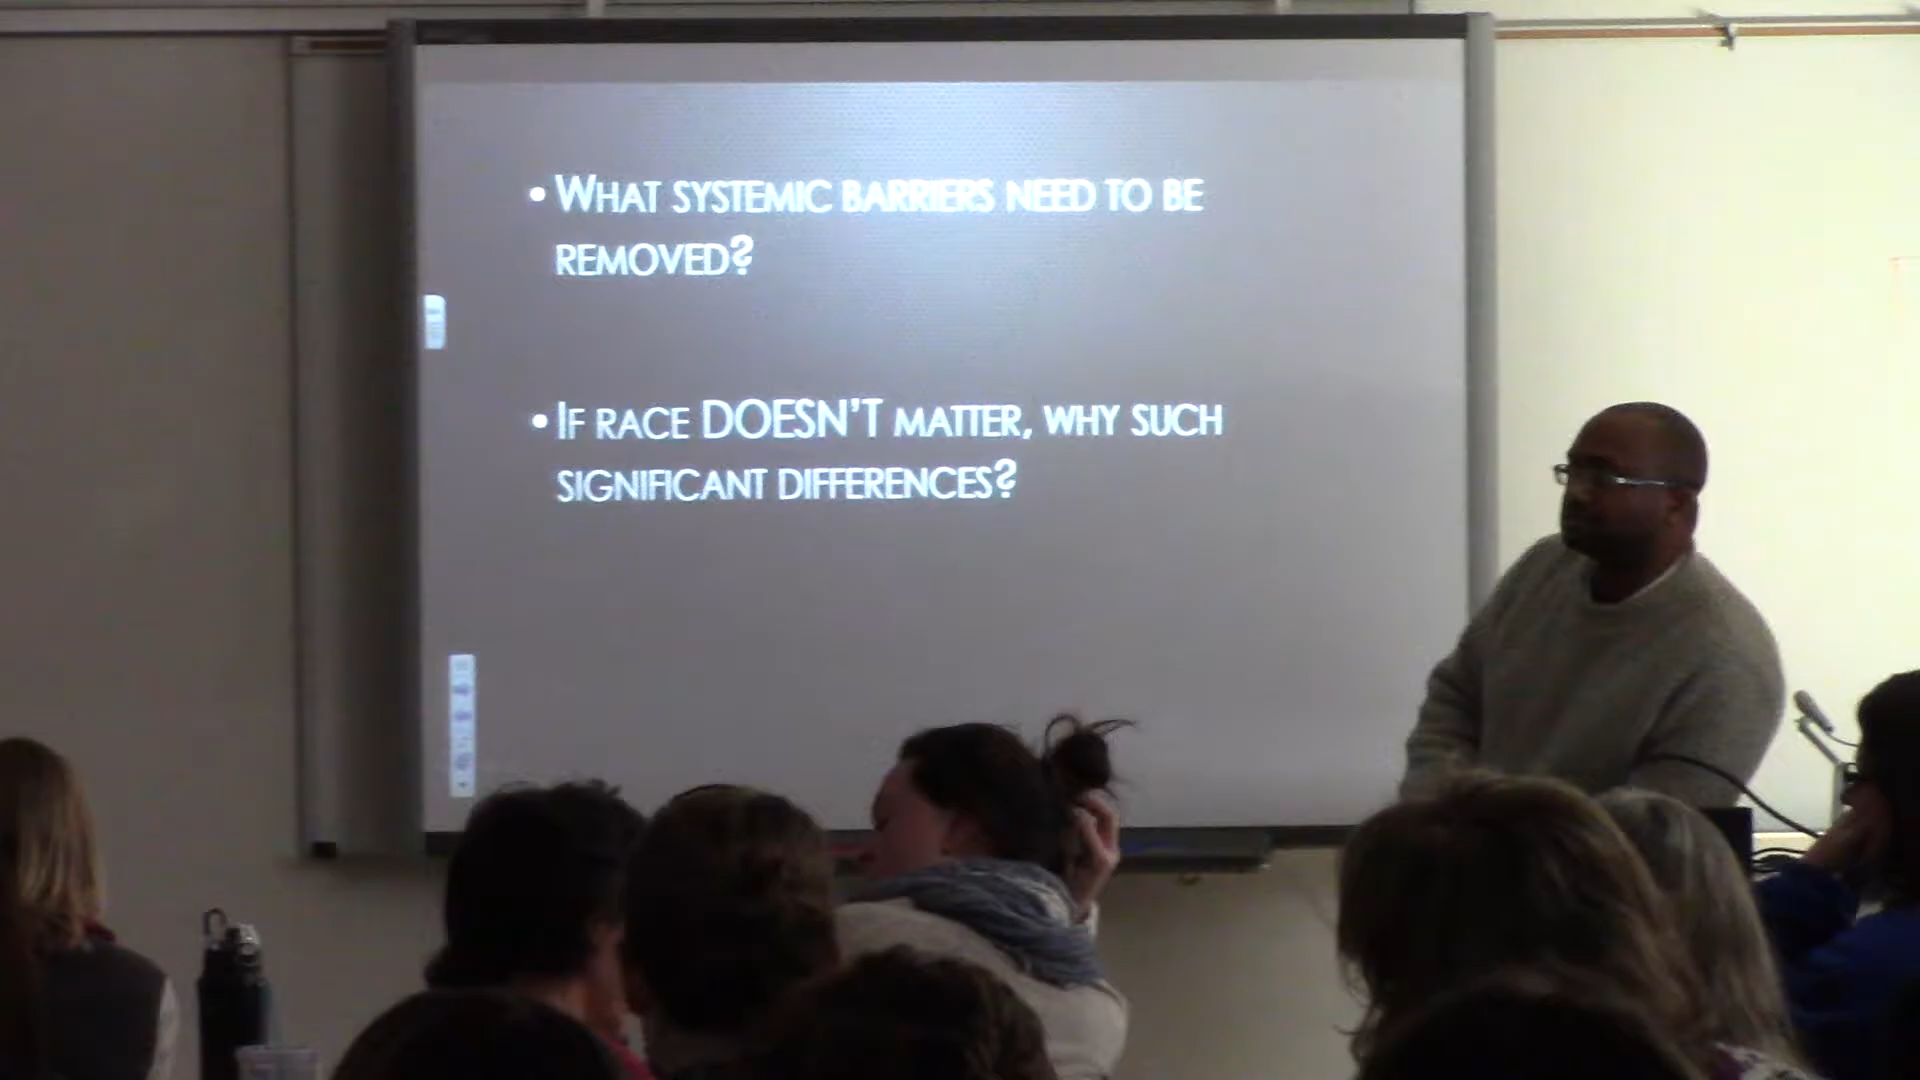 • What systemic barriers need to be
removed?
• If race DOESN'T matter, why such
significant differences?